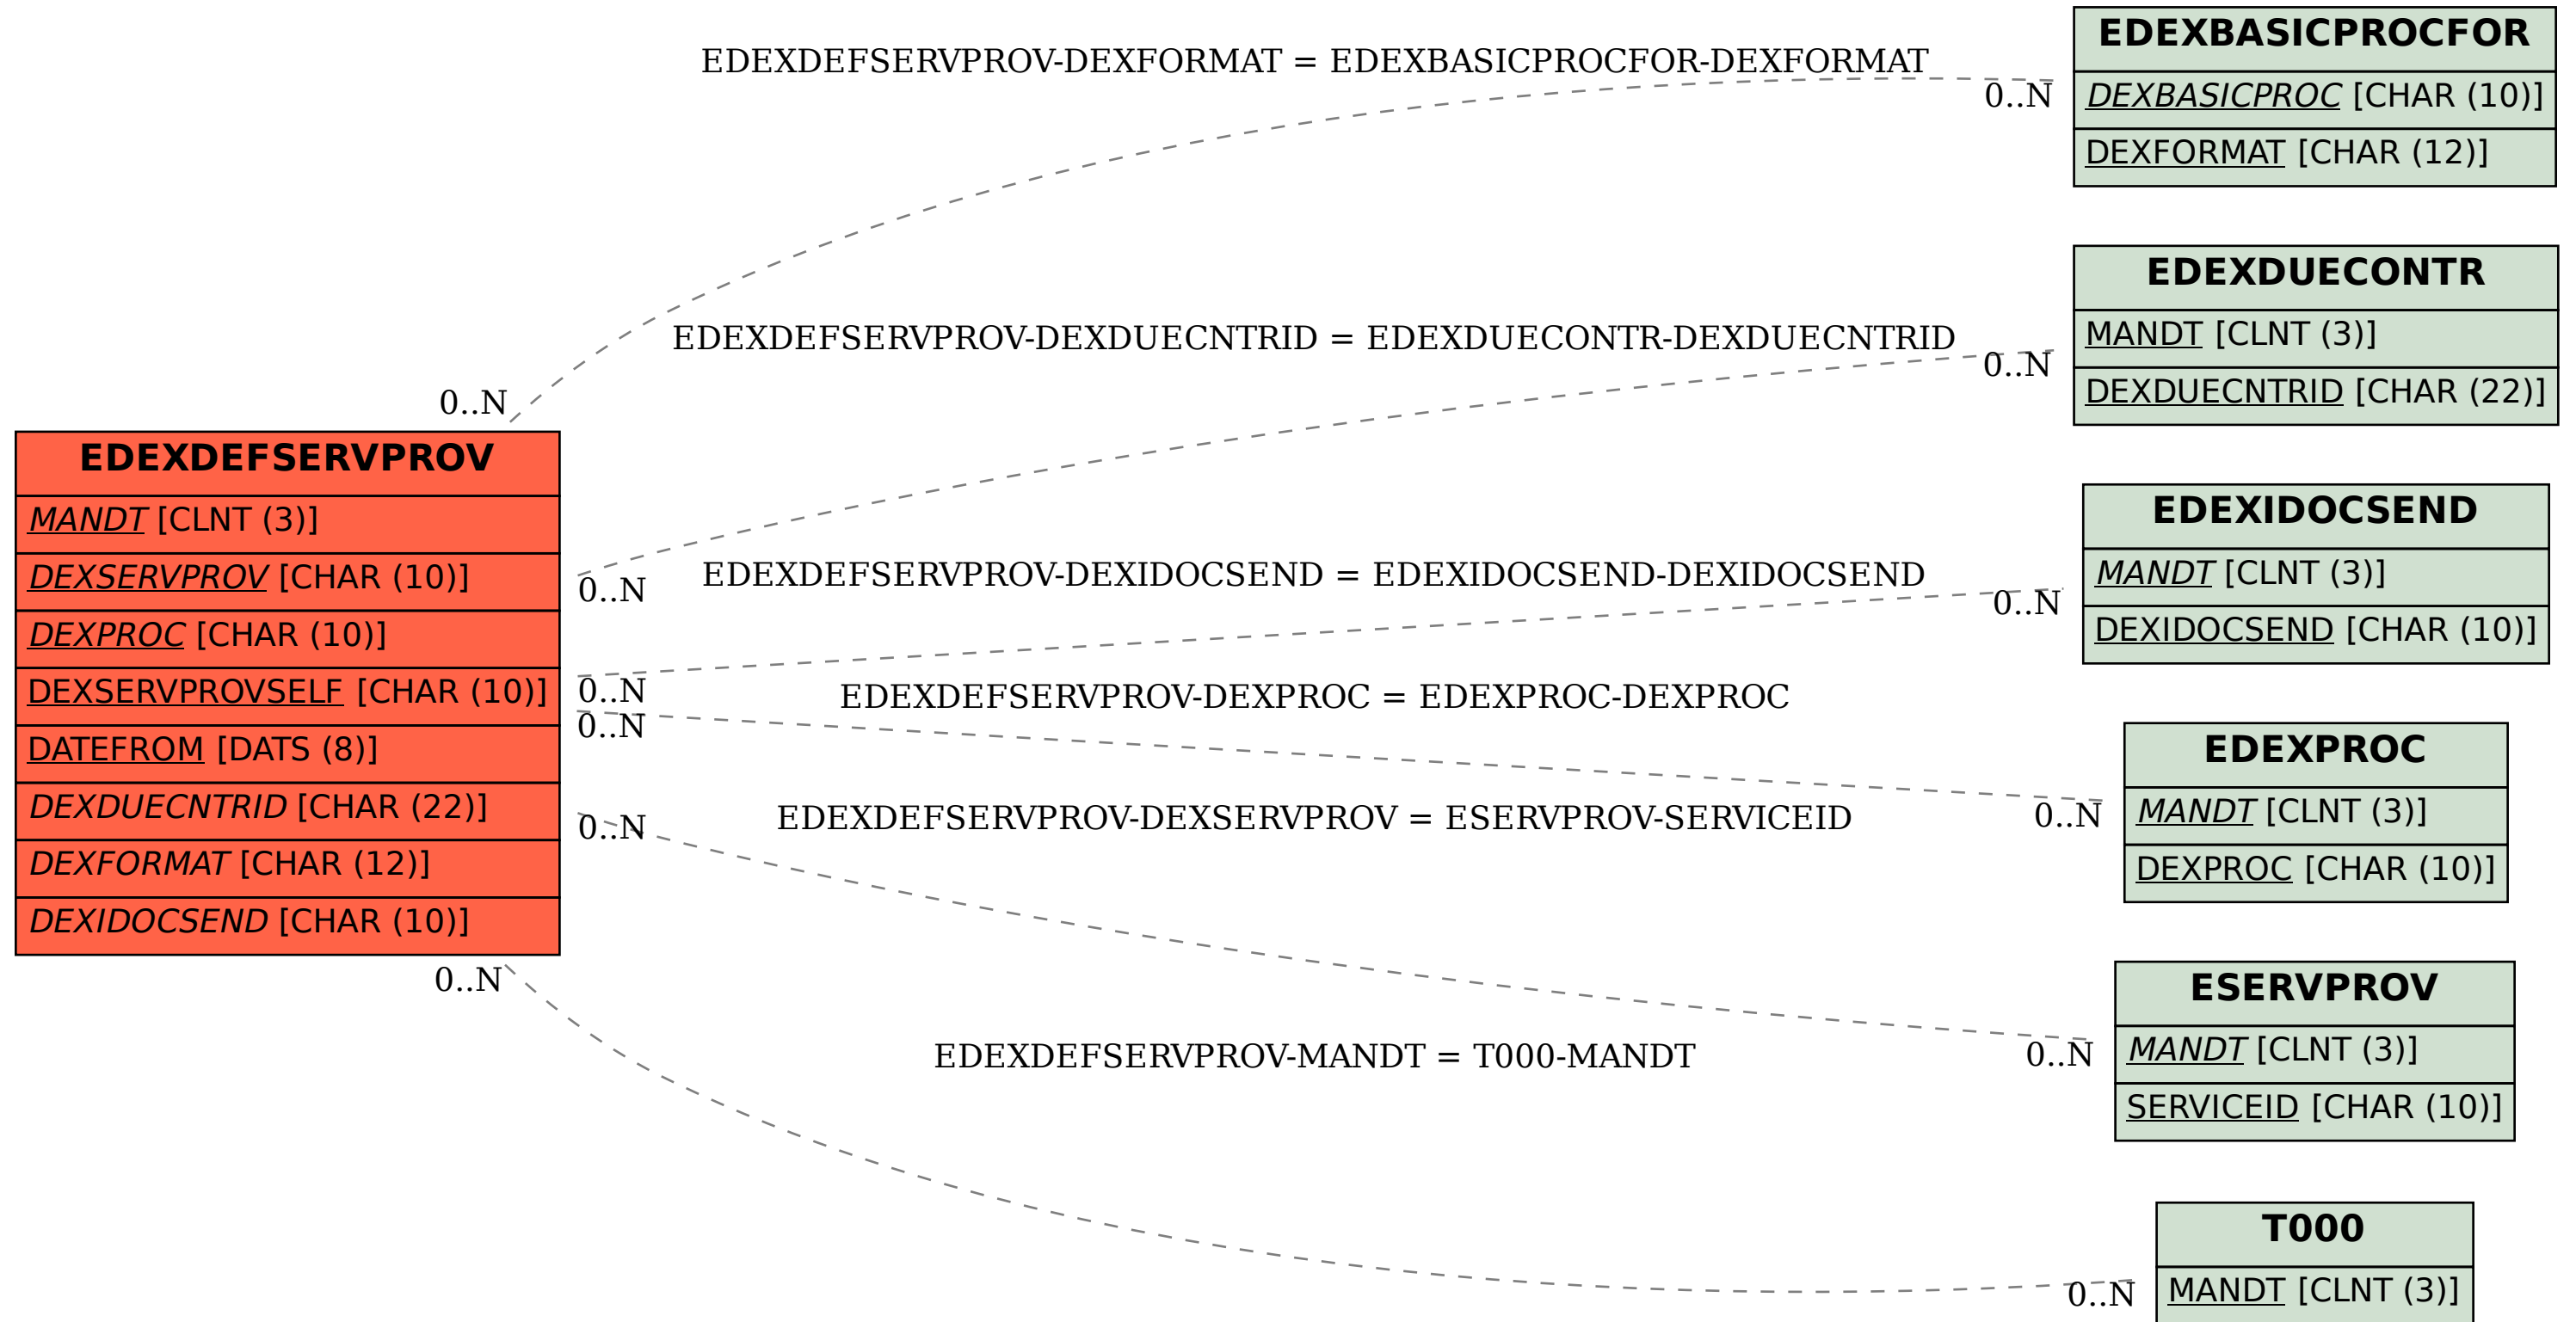 EDEXDEFSERVPROV
MANDT [CLNT (3)]
DEXSERVPROV [CHAR (10)]
DEXPROC [CHAR (10)]
DEXSERVPROVSELF [CHAR (10)]
DATEFROM [DATS (8)]
DEXDUECNTRID [CHAR (22)]
DEXFORMAT [CHAR (12)]
DEXIDOCSEND [CHAR (10)]
EDEXDEFSERVPROV-DEXFORMAT = EDEXBASICPROCFOR-DEXFORMAT
0..N
0..N
EDEXDEFSERVPROV-DEXDUECNTRID = EDEXDUECONTR-DEXDUECNTRID
0..N
0..N
EDEXDEFSERVPROV-DEXIDOCSEND = EDEXIDOCSEND-DEXIDOCSEND
0..N
0..N
EDEXDEFSERVPROV-DEXPROC = EDEXPROC-DEXPROC
0..N
0..N
EDEXDEFSERVPROV-DEXSERVPROV = ESERVPROV-SERVICEID
0..N
0..N
EDEXDEFSERVPROV-MANDT = T000-MANDT
0..N
0..N
EDEXBASICPROCFOR
DEXBASICPROC [CHAR (10)]
DEXFORMAT [CHAR (12)]
EDEXDUECONTR
MANDT [CLNT (3)]
DEXDUECNTRID [CHAR (22)]
EDEXIDOCSEND
MANDT [CLNT (3)]
DEXIDOCSEND [CHAR (10)]
EDEXPROC
MANDT [CLNT (3)]
DEXPROC [CHAR (10)]
ESERVPROV
MANDT [CLNT (3)]
SERVICEID [CHAR (10)]
T000
MANDT [CLNT (3)]